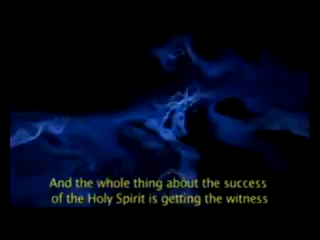 And the whole thing about the success
of the Holy Spirit is getting the witness